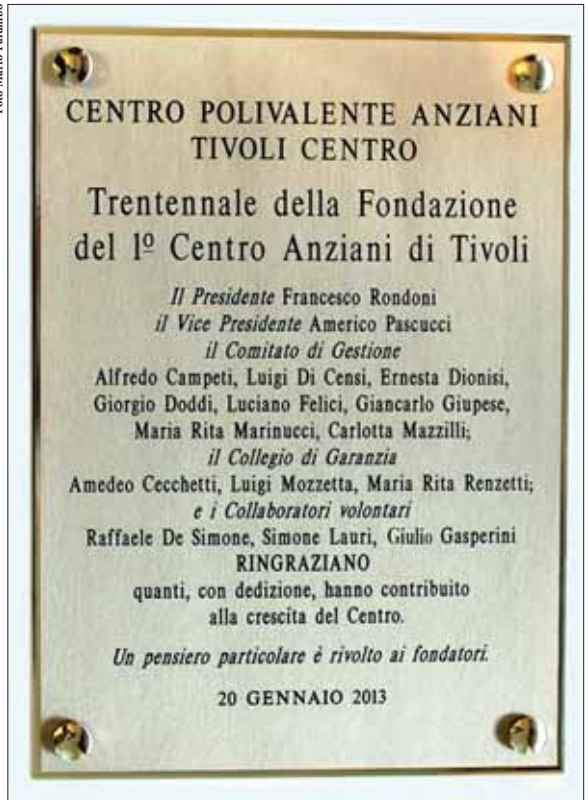 CENTRO POLIVALENTE ANZIANI
TIVOLI CENTRO
Trentennale della Fondazione
del 1º Centro Anziani di Tivoli
Il Presidente Francesco Rondoni
il Vice Presidente Americo Pascucci
il Comitato di Gestione
Alfredo Campeti, Luigi Di Censi, Ernesta Dionisi,
Giorgio Doddi, Luciano Felici, Giancarlo Giupese,
Maria Rita Marinucci, Carlotta Mazzilli;
il Collegio di Garanzia
Amedeo Cecchetti, Luigi Mozzetta, Maria Rita Renzetti;
e i Collaboratori volontari
Raffaele De Simone, Simone Lauri, Giulio Gasperini
RINGRAZIANO
quanti, con dedizione, hanno contribuito
alla crescita del Centro.
Un pensiero particolare è rivolto ai fondatori.
20 GENNAIO 2013